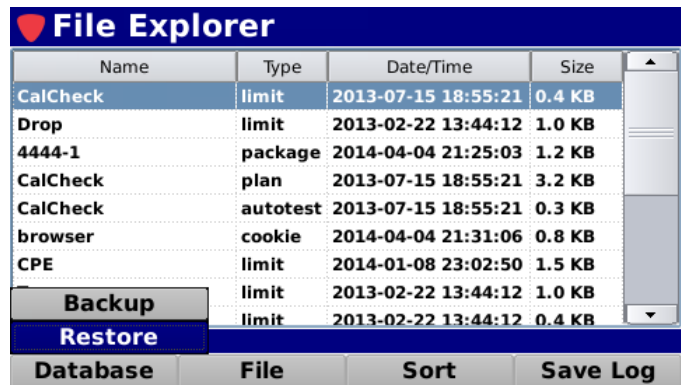 File Explorer
Name Type Date/Time Size
CalCheck limit 2013-07-15 18:55:21 0.4 KB
Drop limit 2013-02-22 13:44:12 1.0 KB
4444-1 package 2014-04-04 21:25:03 1.2 KB
CalCheck plan 2013-07-15 18:55:21 3.2 KB
CalCheck autotest 2013-07-15 18:55:21 0.3 KB
browser cookie 2014-04-04 21:31:06 0.8 KB
CPE limit 2014-01-08 23:02:50 1.5 KB
limit 2013-02-22 13:44:12 1.0 KB
Backup
limit 2013-02-22 13:44:12 0.4 KB
Restore
Database File Sort Save Log